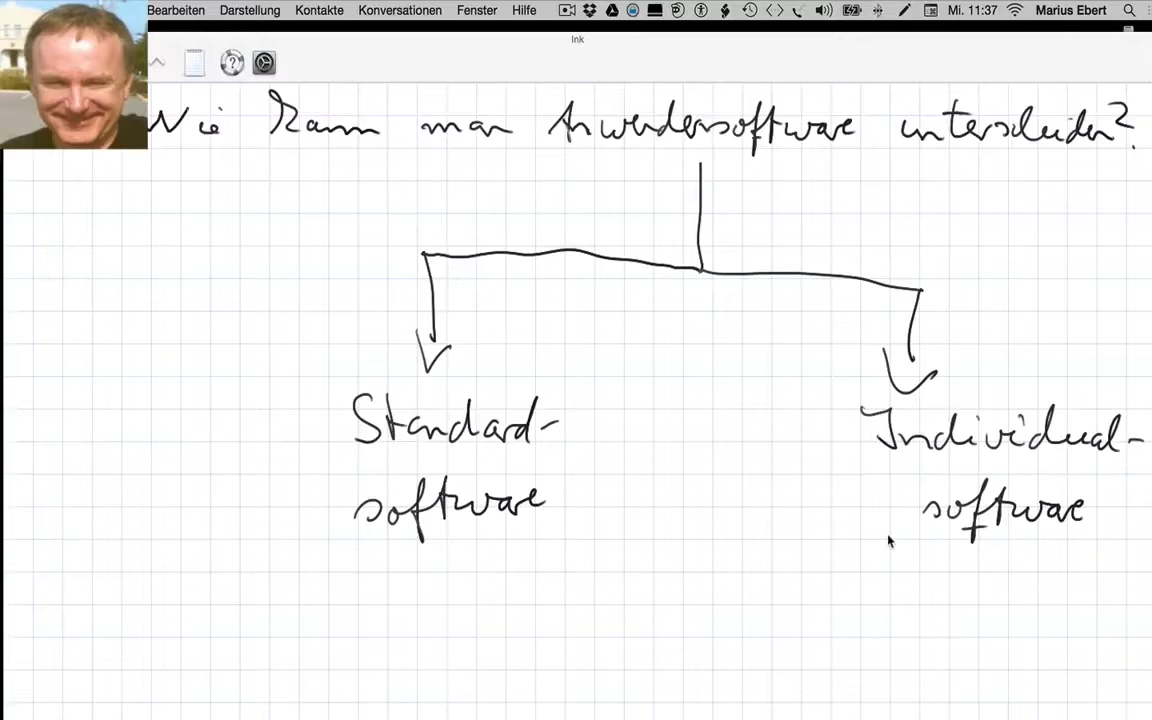 Bearbeiten Darstellung Kontakte Konversationen Fenster Hilfe Mi. 11:37 Marius Ebert
Ink
Wie kann man Anwendersoftware unterscheiden?
Standard-
software
Individual-
software